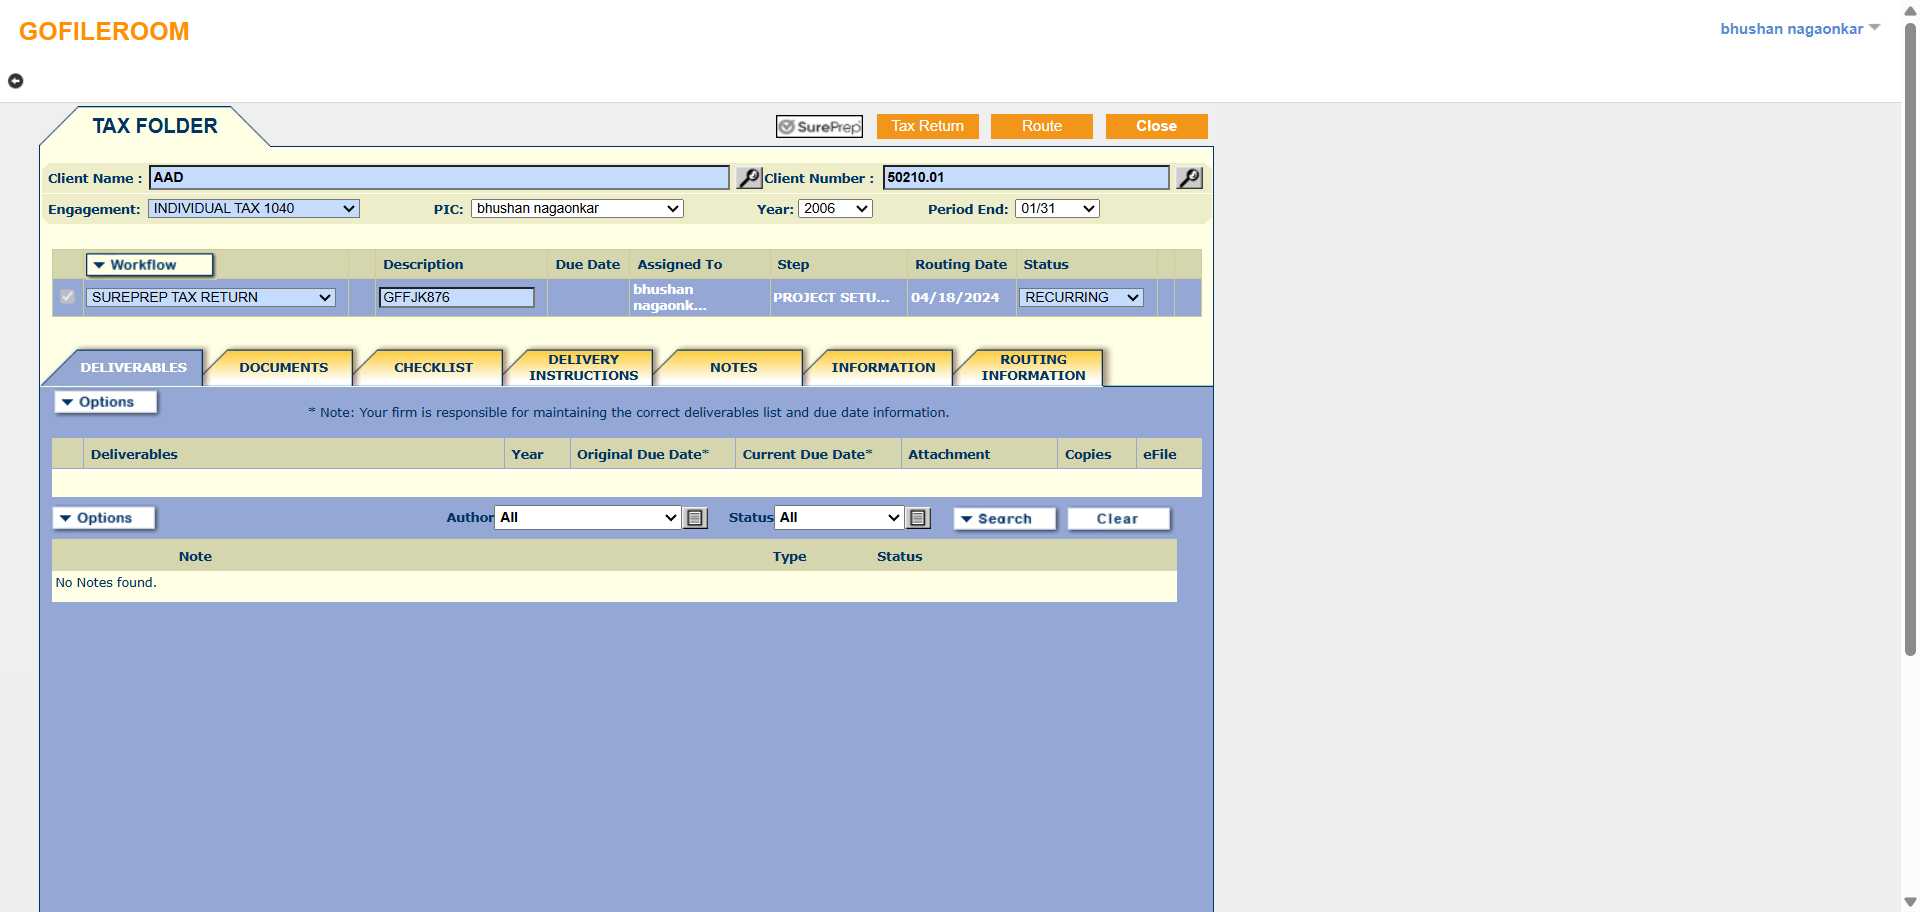 GOFILEROOM
bhushan nagaonkar
TAX FOLDER
SurePrep
Tax Return
Route
Close
Client Name : AAD
Client Number : 50210.01
Engagement: INDIVIDUAL TAX 1040
PIC: bhushan nagaonkar
Year: 2006
Period End: 01/31
Workflow
Description
Due Date
Assigned To
Step
Routing Date
Status
SUREPREP TAX RETURN
GFFJK876
bhushan
nagaonk...
PROJECT SETU...
04/18/2024
RECURRING
DELIVERABLES
DOCUMENTS
CHECKLIST
DELIVERY
INSTRUCTIONS
NOTES
INFORMATION
ROUTING
INFORMATION
Options
* Note: Your firm is responsible for maintaining the correct deliverables list and due date information.
Deliverables
Year
Original Due Date*
Current Due Date*
Attachment
Copies
eFile
Options
Author All
Status All
Search
Clear
Note
Type
Status
No Notes found.